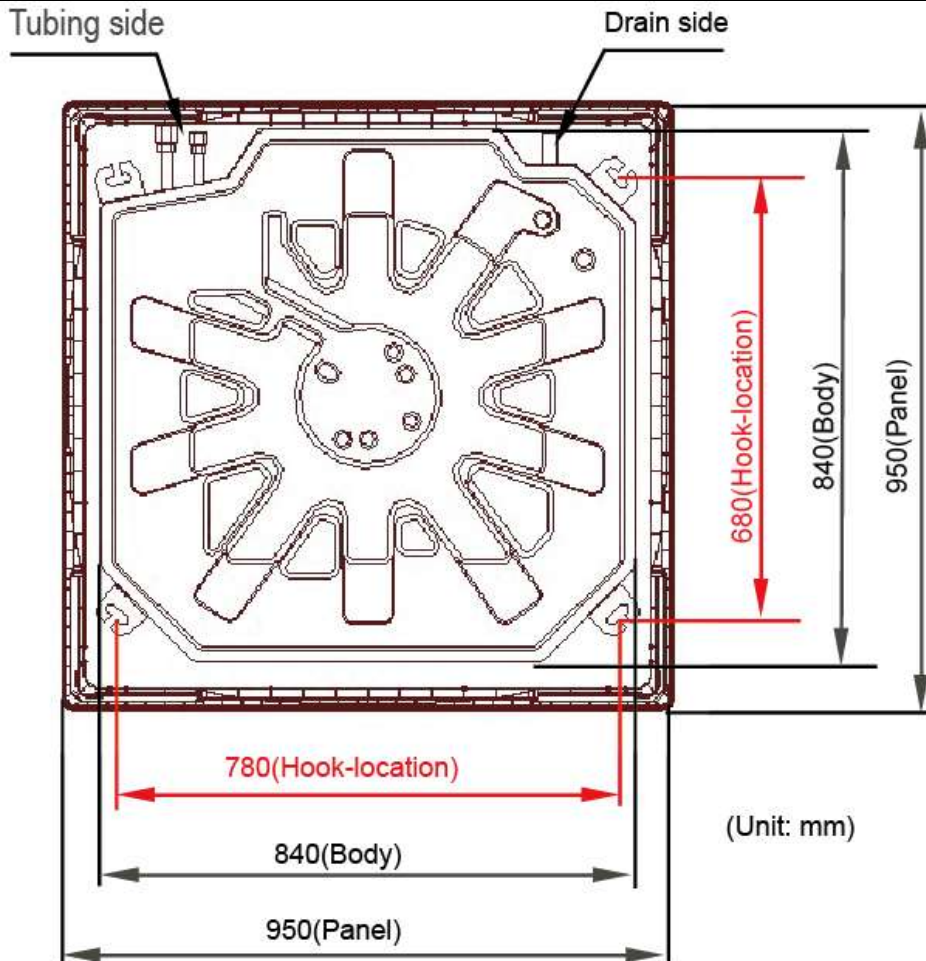 Tubing side
Drain side
680(Hook-location)
840(Body)
950(Panel)
780(Hook-location)
(Unit: mm)
840(Body)
950(Panel)